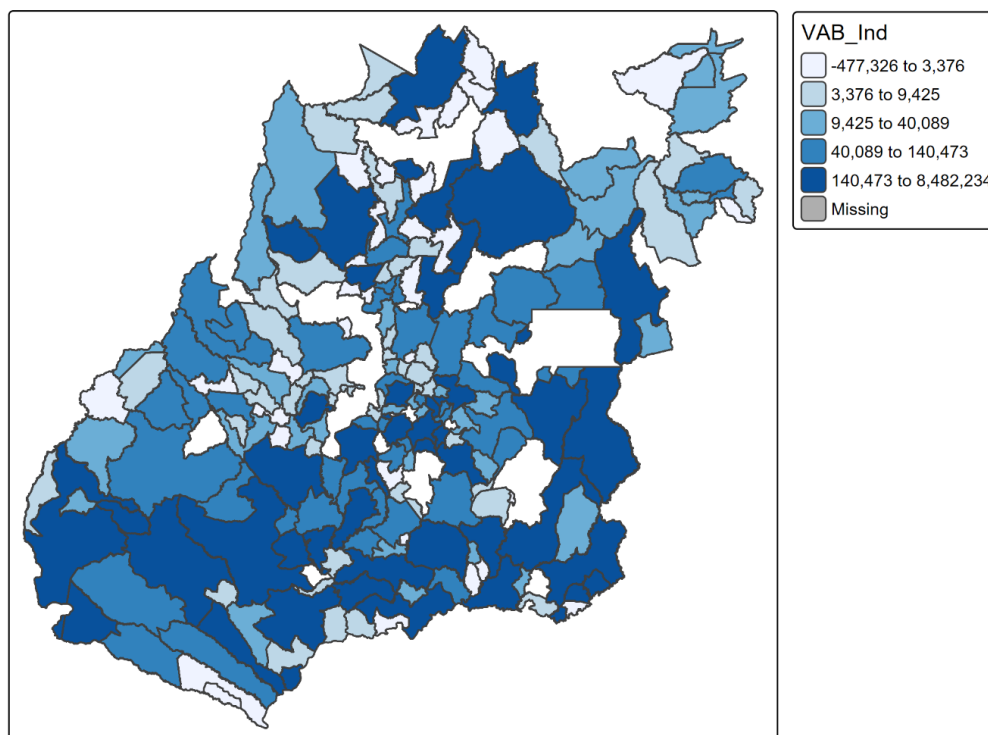 VAB_Ind
-477,326 to 3,376
3,376 to 9,425
9,425 to 40,089
40,089 to 140,473
140,473 to 8,482,234
Missing